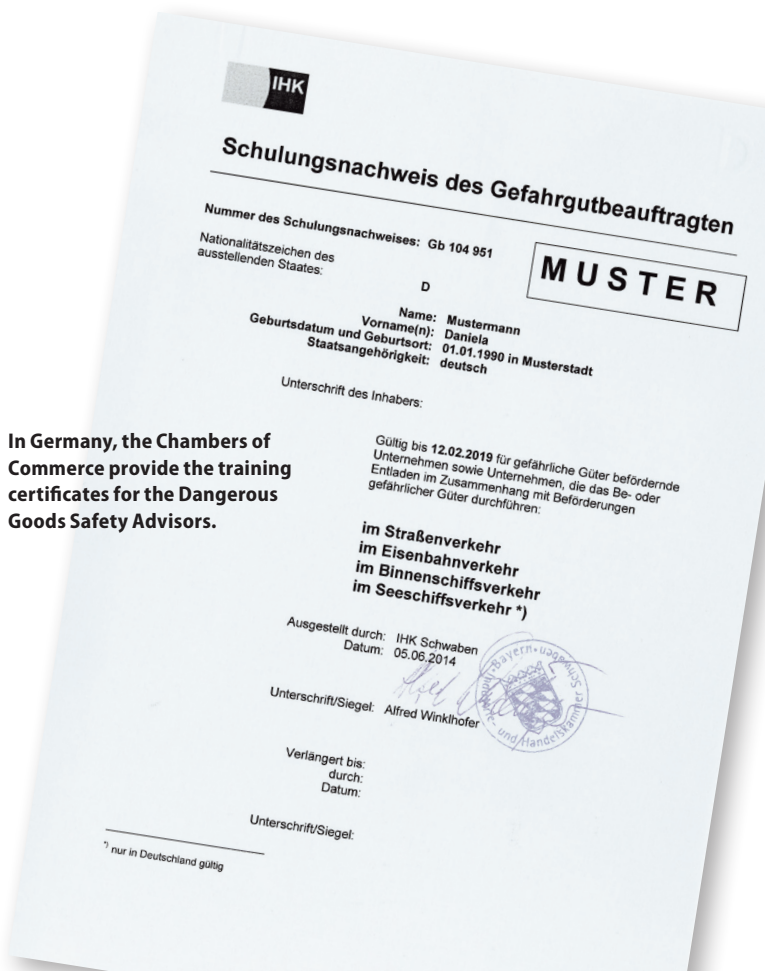 IHK
Schulungsnachweis des Gefahrgutbeauftragten
Nummer des Schulungsnachweises: Gb 104 951
Nationalitätszeichen des
ausstellenden Staates:
D
MUSTER
Name: Mustermann
Vorname(n): Daniela
Geburtsdatum und Geburtsort: 01.01.1990 in Musterstadt
Staatsangehörigkeit: deutsch
Unterschrift des Inhabers:
In Germany, the Chambers of
Commerce provide the training
certificates for the Dangerous
Goods Safety Advisors.
Gültig bis 12.02.2019 für gefährliche Güter befördernde
Unternehmen sowie Unternehmen, die das Be- oder
Entladen im Zusammenhang mit Beförderungen
gefährlicher Güter durchführen:
im Straßenverkehr
im Eisenbahnverkehr
im Binnenschiffsverkehr
im Seeschiffsverkehr *)
Ausgestellt durch: IHK Schwaben
Datum: 05.06.2014
Unterschrift/Siegel: Alfred Winklhofer
Bayern
Schwaben
und Handelskammer
Verlängert bis:
durch:
Datum:
Unterschrift/Siegel:
*) nur in Deutschland gültig